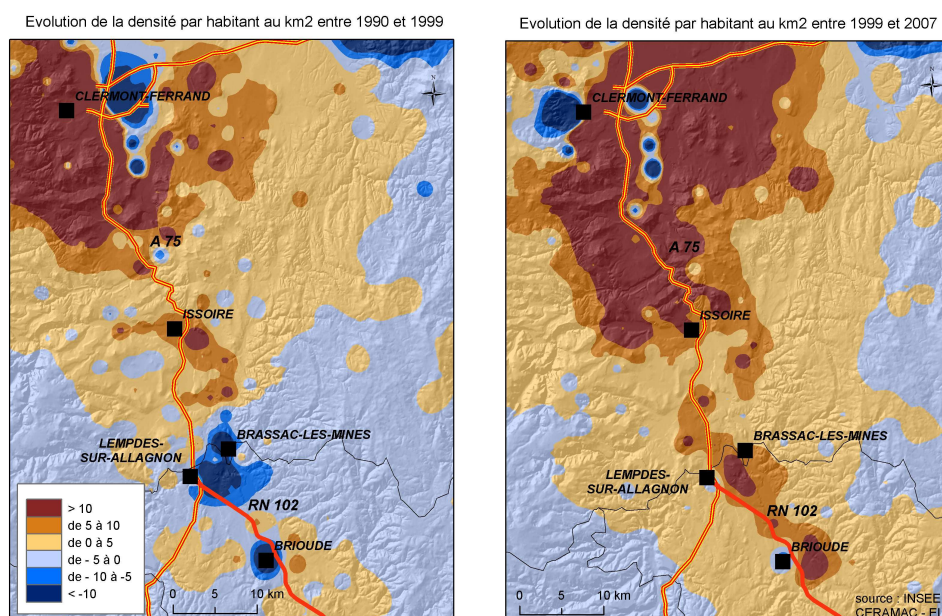 Evolution de la densité par habitant au km2 entre 1990 et 1999
N
CLERMONT-FERRAND
A 75
ISSOIRE
BRASSAC-LES-MINES
LEMPDES-
SUR-ALLAGNON
RN 102
BRIOUDE
> 10
de 5 à 10
de 0 à 5
de - 5 à 0
de - 10 à -5
< -10
0 5 10 km
Evolution de la densité par habitant au km2 entre 1999 et 2007
N
CLERMONT-FERRAND
A 75
ISSOIRE
BRASSAC-LES-MINES
LEMPDES-
SUR-ALLAGNON
RN 102
BRIOUDE
0 5 10 km
source : INSEE
CERAMAC -